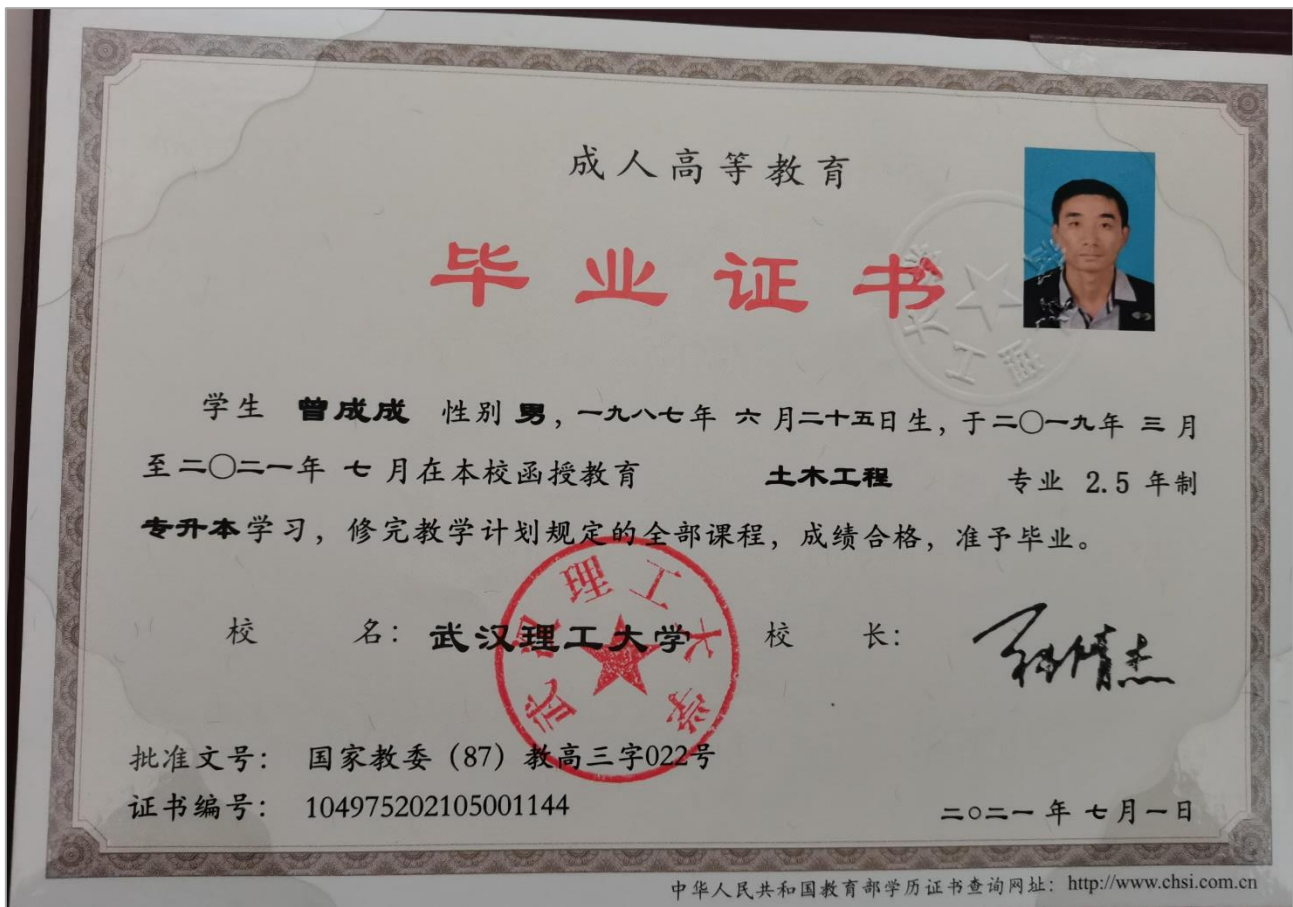 成人高等教育
毕业证书
学生 曾成成 性别 男，一九八七年 六 月二十五日生，于二〇一九年 三 月
至二〇二一年 七 月在本校函授教育 土木工程 专业 2.5 年制
专升本学习，修完教学计划规定的全部课程，成绩合格，准予毕业。
校 名：武汉理工大学 校 长：
武汉理工大学
批准文号： 国家教委（87）教高三字022号
证书编号： 104975202105001144
二〇二一 年 七 月 一 日
中华人民共和国教育部学历证书查询网址：http://www.chsi.com.cn